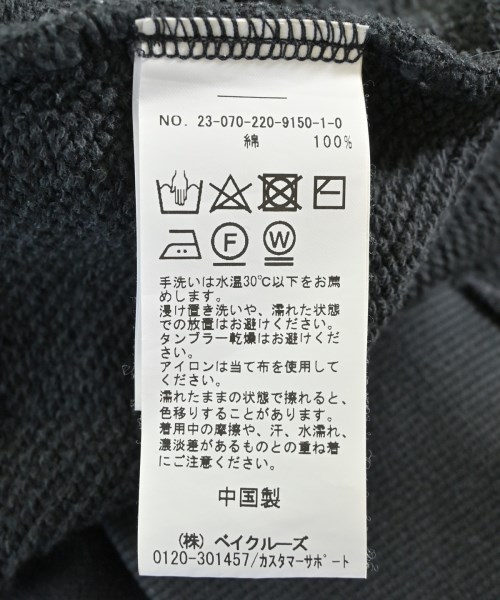 NO. 23-070-220-9150-1-0
綿 100%
F
W
手洗いは水温30℃以下をお薦
めします。
浸け置き洗いや、濡れた状態
での放置はお避けください。
タンブラー乾燥はお避けくだ
さい。
アイロンは当て布を使用して
ください。
濡れたままの状態で擦れると、
色移りすることがあります。
着用中の摩擦や、汗、水濡れ、
濃淡差があるものとの重ね着
にご注意ください。
中国製
(株) ベイクルーズ
0120-301457/カスタマーサポート